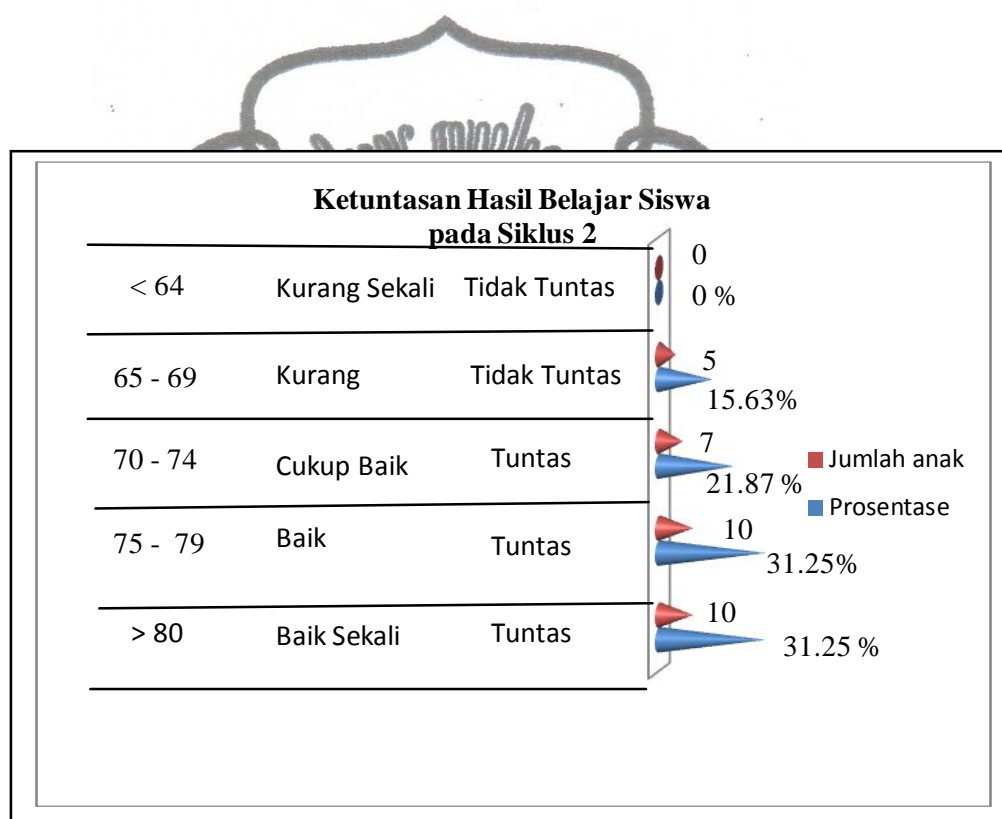 Ketuntasan Hasil Belajar Siswa
pada Siklus 2
< 64 Kurang Sekali Tidak Tuntas 0
0 %
65 - 69 Kurang Tidak Tuntas 5
15.63%
70 - 74 Cukup Baik Tuntas 7
21.87 %
Jumlah anak
Prosentase
75 - 79 Baik Tuntas 10
31.25%
> 80 Baik Sekali Tuntas 10
31.25 %